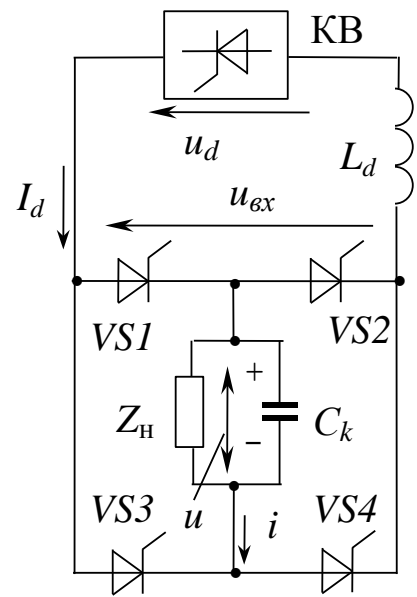 КВ
u_d
L_d
I_d
u_вх
VS1
VS2
+
Z_н
C_k
–
VS3
u
i
VS4